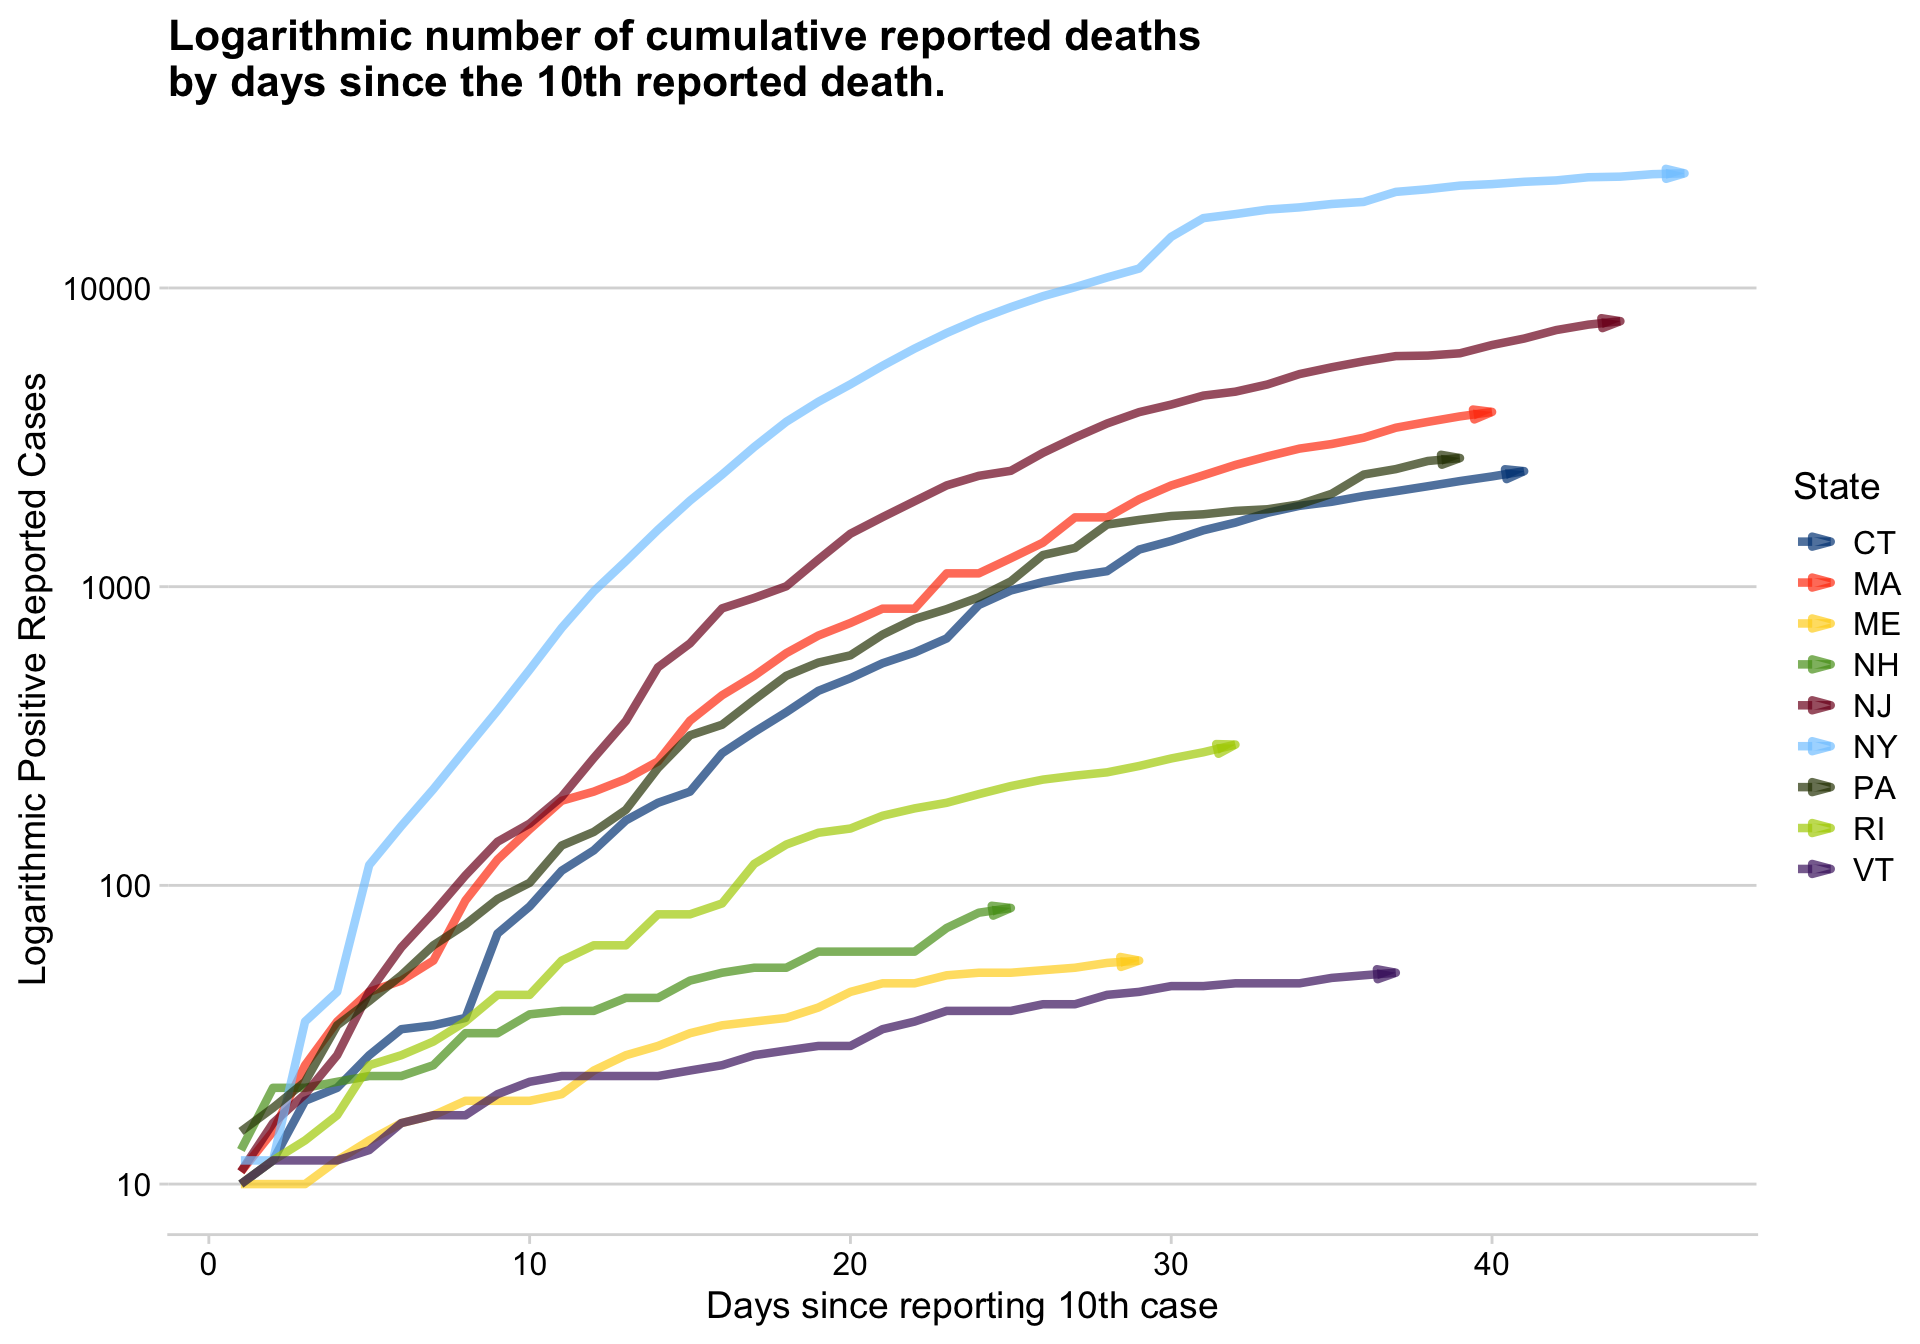 Logarithmic number of cumulative reported deaths
by days since the 10th reported death.
Logarithmic Positive Reported Cases
10000
1000
100
10
0 10 20 30 40
Days since reporting 10th case
State
CT
MA
ME
NH
NJ
NY
PA
RI
VT